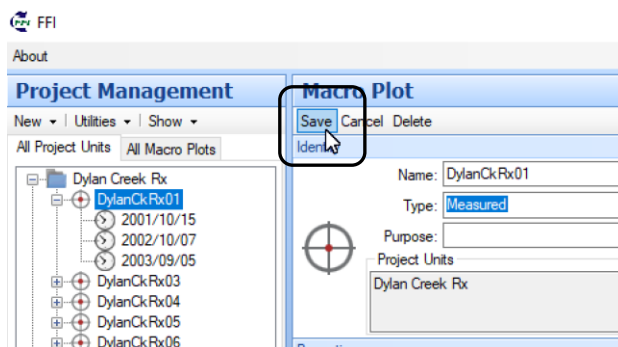 FFI
About
Project Management
New Utilities Show
All Project Units All Macro Plots
Dylan Creek Rx
DylanCkRx01
2001/10/15
2002/10/07
2003/09/05
DylanCkRx03
DylanCkRx04
DylanCkRx05
DylanCkRx06
Macro Plot
Save Cancel Delete
Name: DylanCkRx01
Type: Measured
Purpose:
Project Units
Dylan Creek Rx